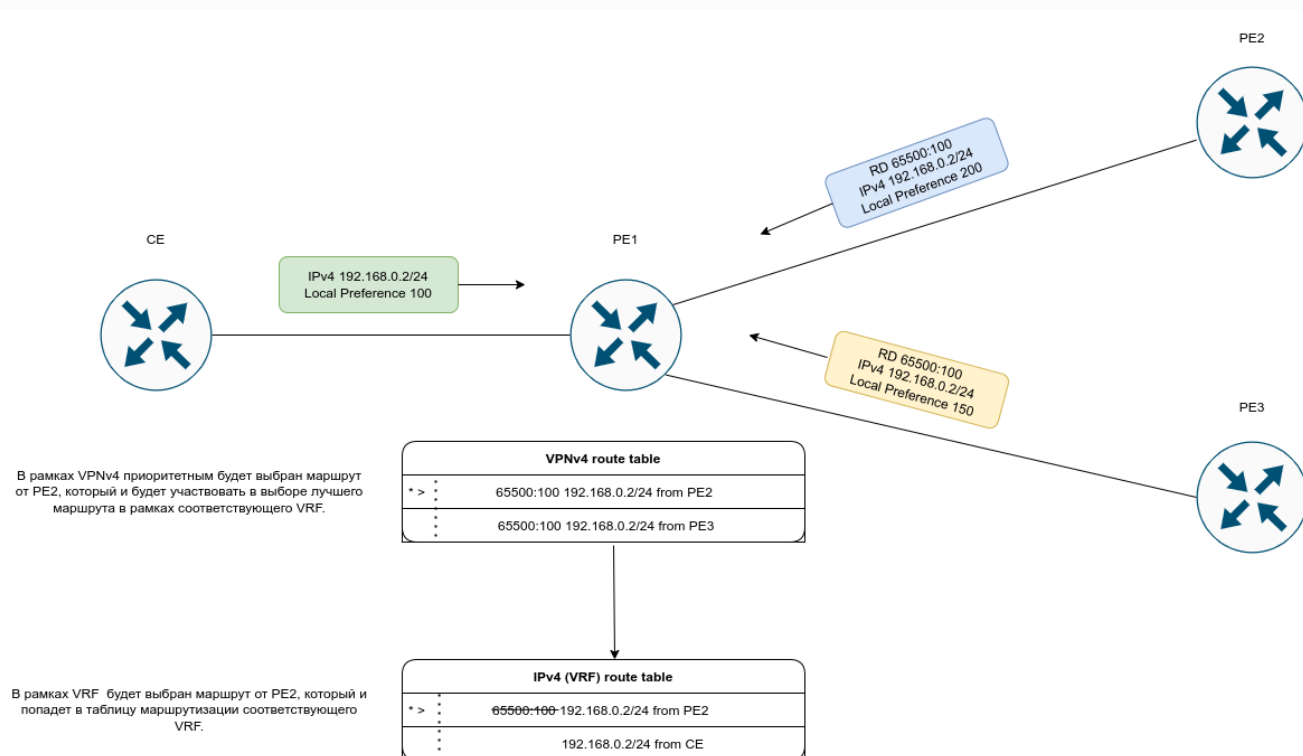 PE2
RD 65500:100
IPv4 192.168.0.2/24
Local Preference 200
CE
PE1
IPv4 192.168.0.2/24
Local Preference 100
RD 65500:100
IPv4 192.168.0.2/24
Local Preference 150
PE3
В рамках VPNv4 приоритетным будет выбран маршрут
от PE2, который и будет участвовать в выборе лучшего
маршрута в рамках соответствующего VRF.
VPNv4 route table
* > 65500:100 192.168.0.2/24 from PE2
65500:100 192.168.0.2/24 from PE3
В рамках VRF будет выбран маршрут от PE2, который и
попадет в таблицу маршрутизации соответствующего
VRF.
IPv4 (VRF) route table
* > 65500:100 192.168.0.2/24 from PE2
192.168.0.2/24 from CE